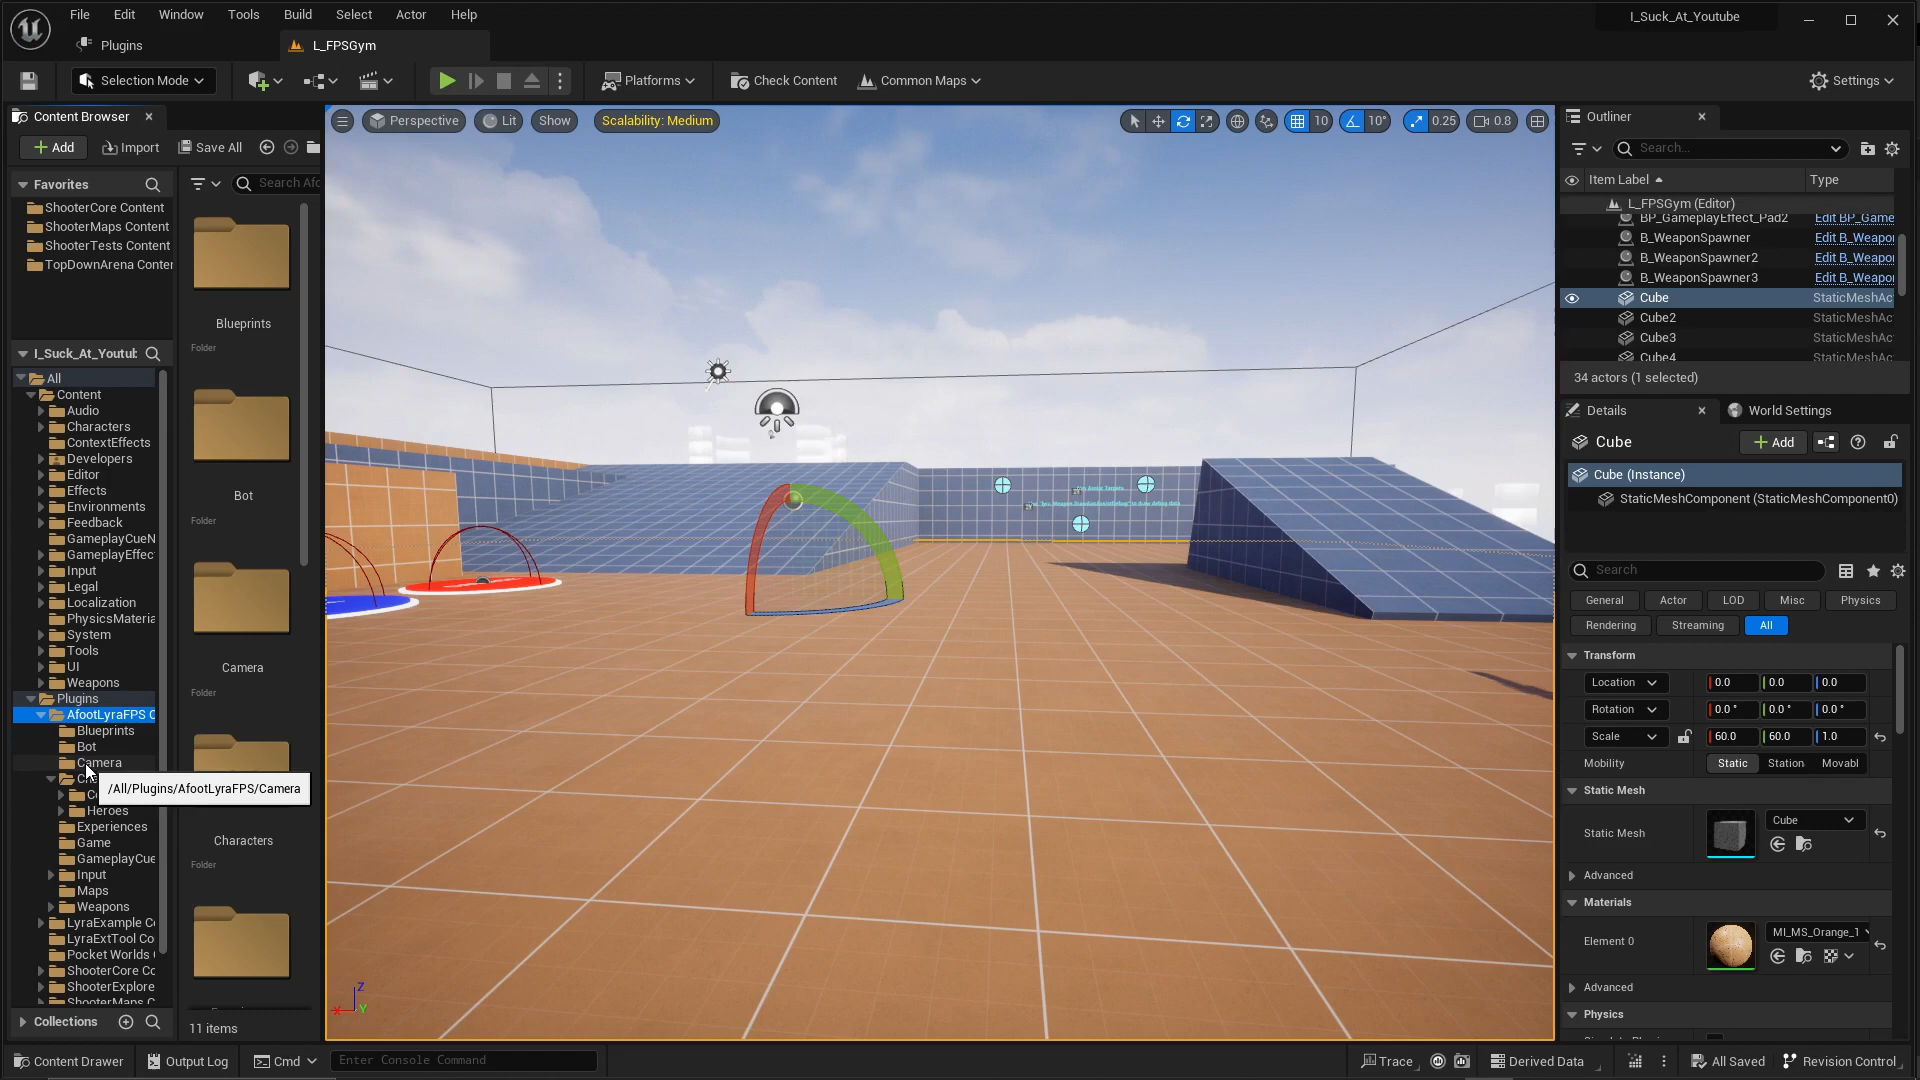 File Edit Window Tools Build Select Actor Help
I_Suck_At_Youtube
Plugins
L_FPSGym
Selection Mode
Platforms
Check Content
Common Maps
Settings
Content Browser
Add
Import
Save All
Favorites
ShooterCore Content
ShooterMaps Content
ShooterTests Content
TopDownArena Conter
I_Suck_At_Youtub
All
Content
Audio
Characters
ContextEffects
Developers
Editor
Effects
Environments
Feedback
GameplayCueN
GameplayEffec
Input
Legal
Localization
PhysicsMateria
System
Tools
UI
Weapons
Plugins
AfootLyraFPS C
Blueprints
Bot
Camera
/All/Plugins/AfootLyraFPS/Camera
Heroes
Experiences
Game
GameplayCue
Input
Maps
Weapons
LyraExample Co
LyraExtTool Co
Pocket Worlds
ShooterCore Co
ShooterExplore
ShooterMaps C
Collections
Search Afo
Blueprints
Folder
Bot
Folder
Camera
Folder
Characters
Folder
11 items
Perspective
Lit
Show
Scalability: Medium
10
10°
0.25
0.8
Z
X
Y
Outliner
Search...
Item Label
Type
L_FPSGym (Editor)
BP_GameplayEffect_Pad2 Edit BP_Game
B_WeaponSpawner Edit B_Weapor
B_WeaponSpawner2 Edit B_Weapor
B_WeaponSpawner3 Edit B_Weapor
Cube StaticMeshAc
Cube2 StaticMeshAc
Cube3 StaticMeshAc
Cube4 StaticMeshAc
34 actors (1 selected)
Details
World Settings
Cube
Add
Cube (Instance)
StaticMeshComponent (StaticMeshComponent0)
Search
General Actor LOD Misc Physics
Rendering Streaming All
Transform
Location 0.0 0.0 0.0
Rotation 0.0° 0.0° 0.0°
Scale 60.0 60.0 1.0
Mobility Static Station Movabl
Static Mesh
Static Mesh Cube
Advanced
Materials
Element 0 MI_MS_Orange_1
Advanced
Physics
Content Drawer
Output Log
Cmd
Enter Console Command
Trace
Derived Data
All Saved
Revision Control